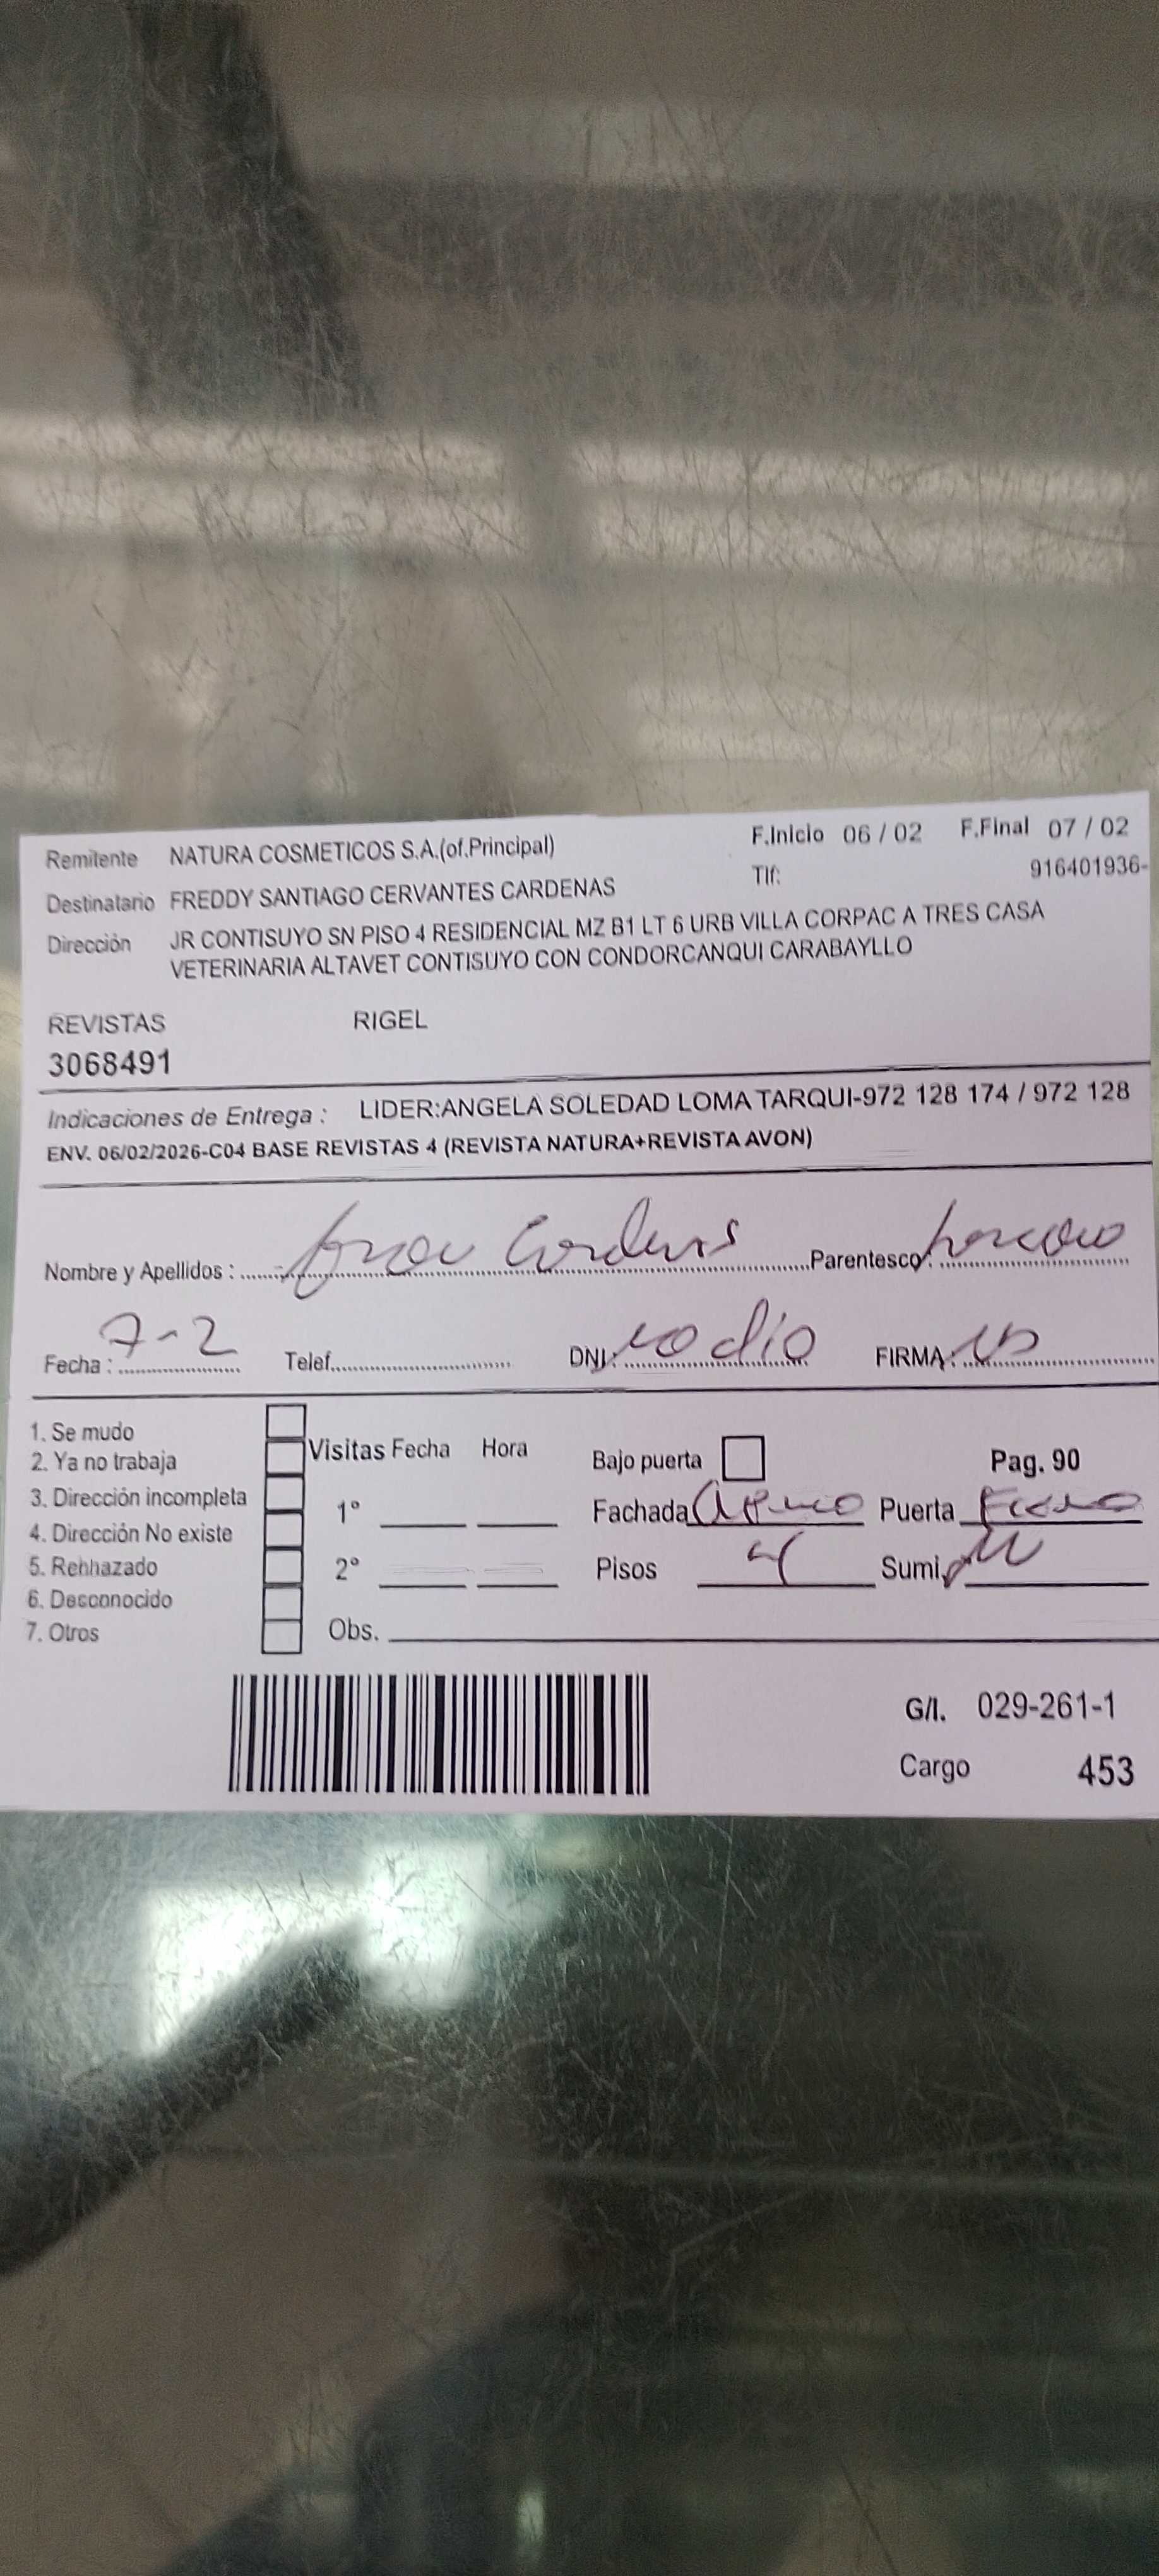 Remitente NATURA COSMETICOS S.A.(of.Principal) F.Inicio 06 / 02 F.Final 07 / 02
Destinatario FREDDY SANTIAGO CERVANTES CARDENAS Tlf: 916401936-
Dirección JR CONTISUYO SN PISO 4 RESIDENCIAL MZ B1 LT 6 URB VILLA CORPAC A TRES CASA
VETERINARIA ALTAVET CONTISUYO CON CONDORCANQUI CARABAYLLO
REVISTAS RIGEL
3068491
Indicaciones de Entrega : LIDER:ANGELA SOLEDAD LOMA TARQUI-972 128 174 / 972 128
ENV. 06/02/2026-C04 BASE REVISTAS 4 (REVISTA NATURA+REVISTA AVON)
Nombre y Apellidos : Parentesco:
Fecha : 7-2 Telef. DNI: no dio FIRMA:
1. Se mudo
2. Ya no trabaja
3. Dirección incompleta
4. Dirección No existe
5. Rehhazado
6. Desconocido
7. Otros
Visitas Fecha Hora Bajo puerta Pag. 90
1° Fachada Puerta
2° Pisos 4 Sumi.
Obs.
G/I. 029-261-1
Cargo 453